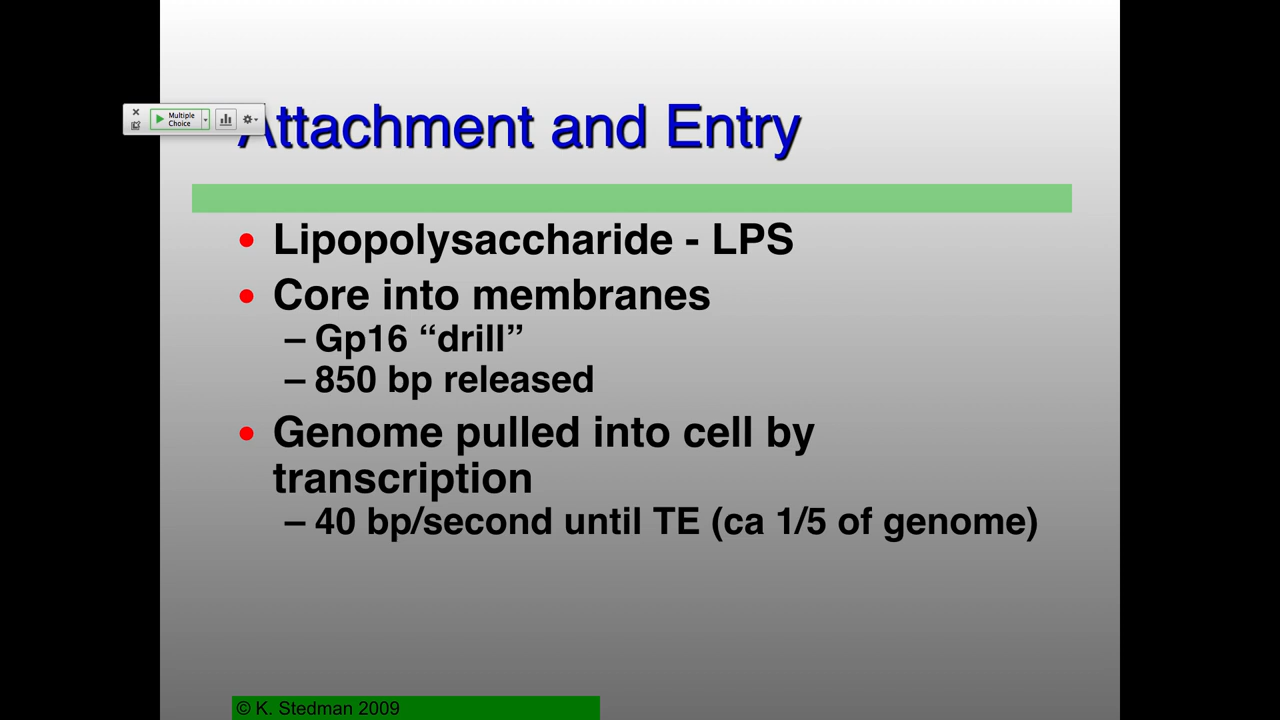 Multiple
Choice
Attachment and Entry
• Lipopolysaccharide - LPS
• Core into membranes
– Gp16 “drill”
– 850 bp released
• Genome pulled into cell by
transcription
– 40 bp/second until TE (ca 1/5 of genome)
© K. Stedman 2009